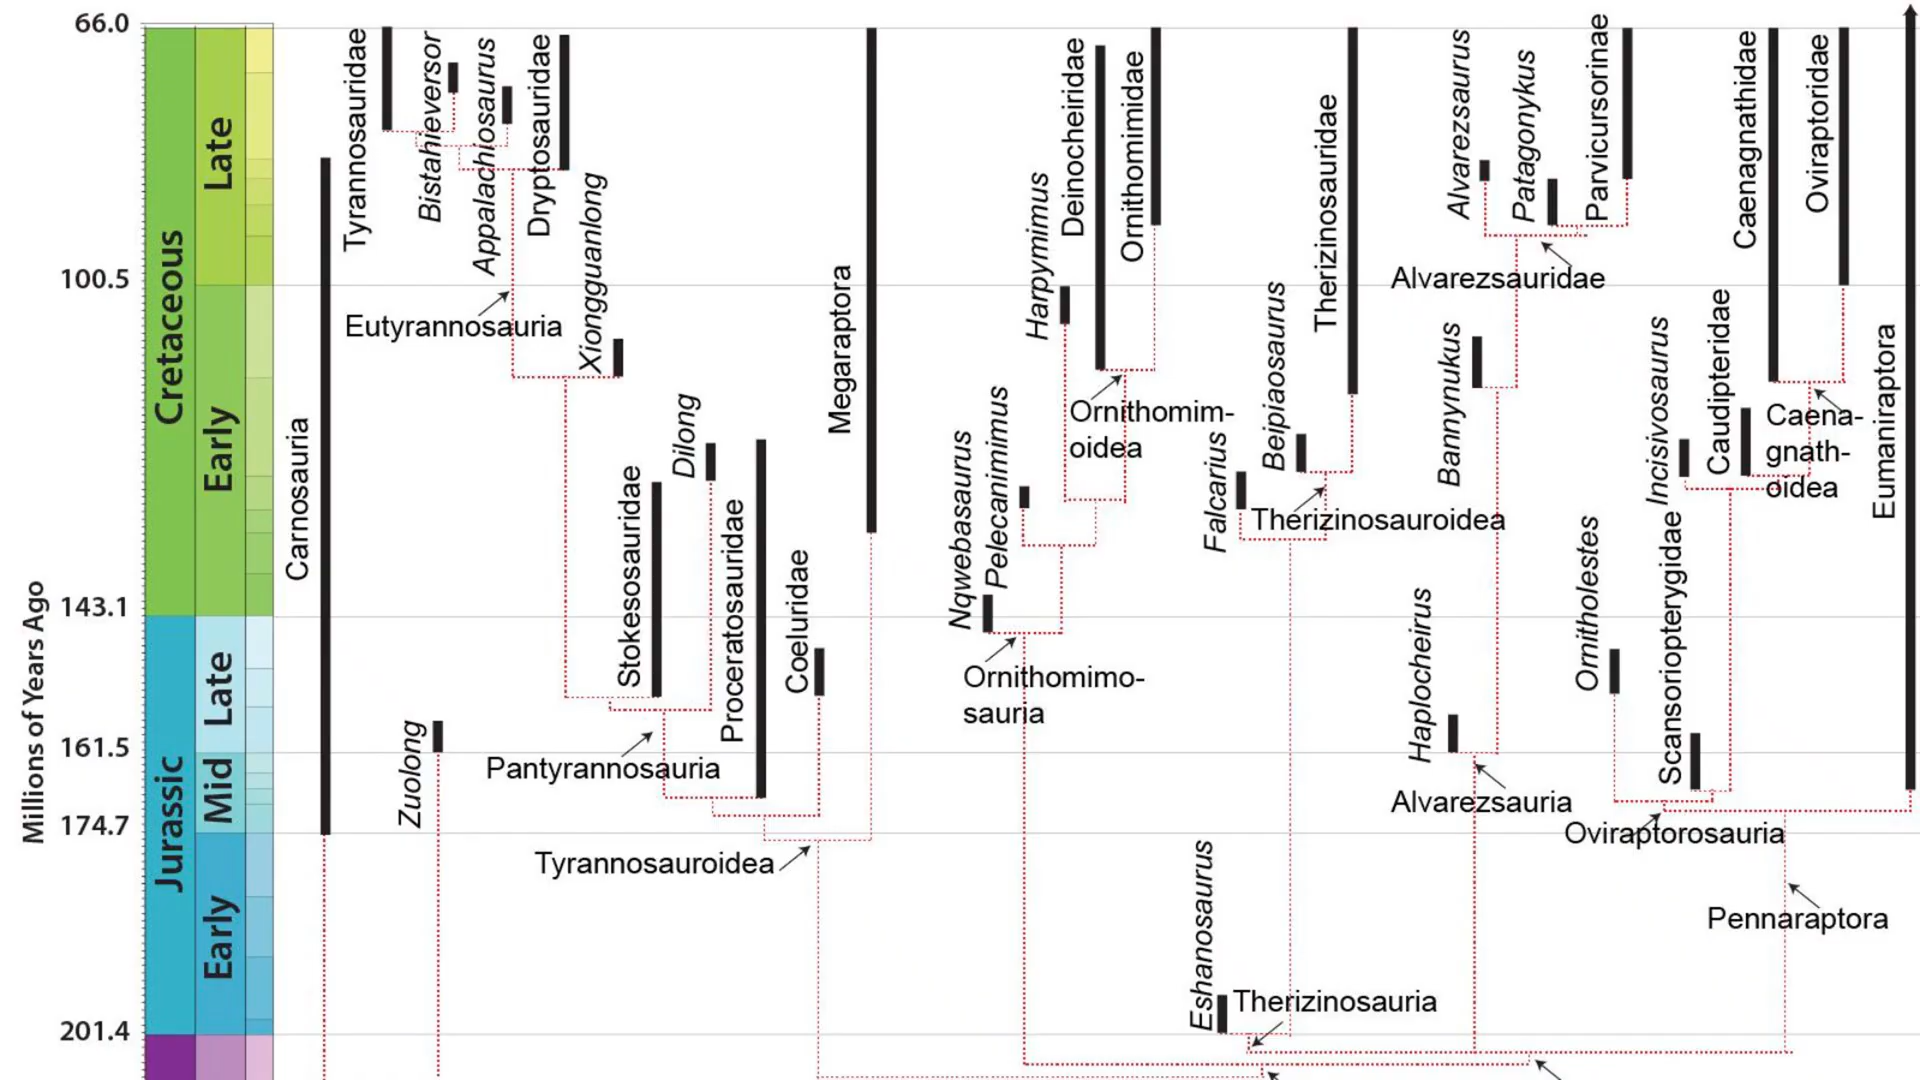 66.0
100.5
143.1
161.5
174.7
201.4
Millions of Years Ago
Cretaceous
Jurassic
Late
Early
Late
Mid
Early
Carnosauria
Tyrannosauridae
Bistahieversor
Appalachiosaurus
Dryptosauridae
Xiongguanlong
Eutyrannosauria
Zuolong
Stokesosauridae
Dilong
Proceratosauridae
Coeluridae
Pantyrannosauria
Tyrannosauroidea
Megaraptora
Nqwebasaurus
Pelecanimimus
Harpymimus
Deinocheiridae
Ornithomimidae
Ornithomim-
oidea
Ornithomimo-
sauria
Eshanosaurus
Falcarius
Beipiaosaurus
Therizinosauridae
Therizinosauroidea
Therizinosauria
Haplocheirus
Bannynukus
Alvarezsaurus
Patagonykus
Parvicursorinae
Alvarezsauridae
Alvarezsauria
Ornitholestes
Scansoriopterygidae
Incisivosaurus
Caudipteridae
Caenagnathidae
Oviraptoridae
Caena-
gnath-
oidea
Oviraptorosauria
Eumaniraptora
Pennaraptora